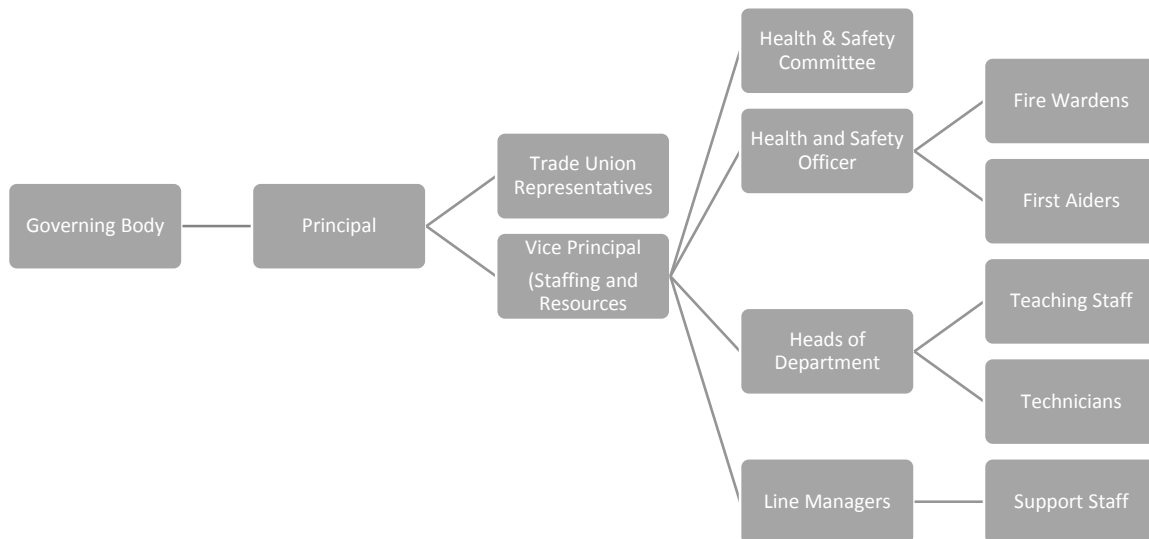 Governing Body
Principal
Trade Union
Representatives
Vice Principal
(Staffing and
Resources
Health & Safety
Committee
Health and Safety
Officer
Heads of
Department
Line Managers
Fire Wardens
First Aiders
Teaching Staff
Technicians
Support Staff